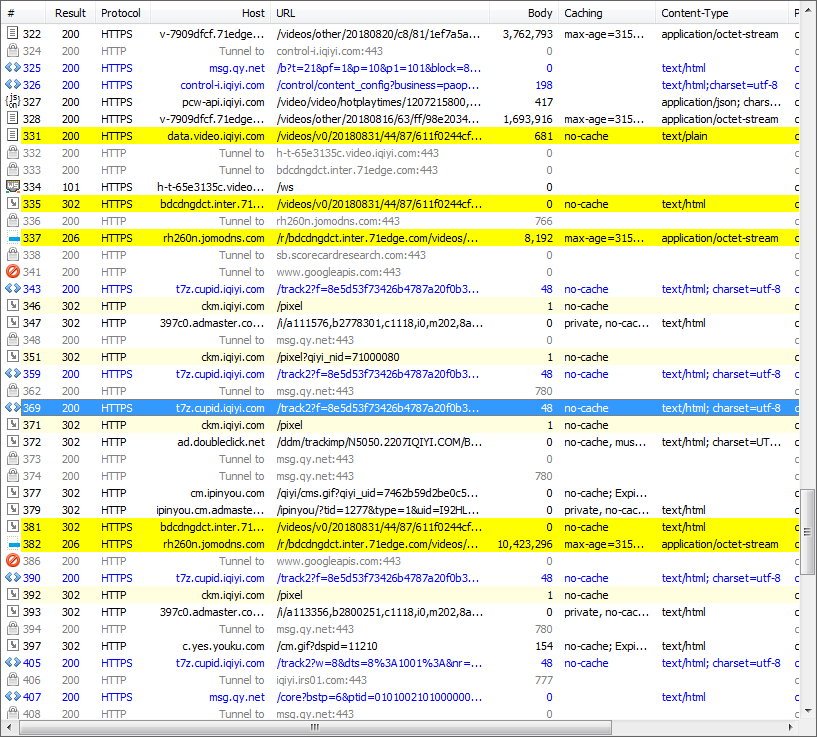 # Result Protocol Host URL Body Caching Content-Type P
322 200 HTTPS v-7909dfcf.71edge... /videos/other/20180820/c8/81/1ef7a5a... 3,762,793 max-age=315... application/octet-stream c
324 200 HTTP Tunnel to control-i.iqiyi.com:443 0 c
325 200 HTTPS msg.qy.net /b?t=21&pf=1&p=10&p1=101&block=8... 0 text/html c
326 200 HTTPS control-i.iqiyi.com /control/content_config?business=paop... 198 text/html;charset=utf-8 c
327 200 HTTPS pcw-api.iqiyi.com /video/video/hotplaytimes/1207215800,... 417 application/json; chars... c
328 200 HTTPS v-7909dfcf.71edge... /videos/other/20180816/63/ff/98e2034... 1,693,916 max-age=315... application/octet-stream c
331 200 HTTPS data.video.iqiyi.com /videos/v0/20180831/44/87/611f0244cf... 681 no-cache text/plain c
332 200 HTTP Tunnel to h-t-65e3135c.video.iqiyi.com:443 0 c
333 200 HTTP Tunnel to bdcdngdct.inter.71edge.com:443 0 c
334 101 HTTPS h-t-65e3135c.video... /ws 0 c
335 302 HTTPS bdcdngdct.inter.71... /videos/v0/20180831/44/87/611f0244cf... 0 no-cache text/html c
336 200 HTTP Tunnel to rh260n.jomodns.com:443 766 c
337 206 HTTPS rh260n.jomodns.com /r/bdcdngdct.inter.71edge.com/videos/... 8,192 max-age=315... application/octet-stream c
338 200 HTTP Tunnel to sb.scorecardresearch.com:443 0 c
341 200 HTTP Tunnel to www.googleapis.com:443 0 c
343 200 HTTPS t7z.cupid.iqiyi.com /track2?f=8e5d53f73426b4787a20f0b3... 48 no-cache text/html; charset=utf-8 c
346 302 HTTP ckm.iqiyi.com /pixel 1 no-cache c
347 302 HTTP 397c0.admaster.co... /i/a111576,b2778301,c1118,i0,m202,8a... 0 private, no-cac... text/html c
348 200 HTTP Tunnel to msg.qy.net:443 0 c
351 302 HTTP ckm.iqiyi.com /pixel?qiyi_nid=71000080 1 no-cache c
359 200 HTTPS t7z.cupid.iqiyi.com /track2?f=8e5d53f73426b4787a20f0b3... 48 no-cache text/html; charset=utf-8 c
362 200 HTTP Tunnel to msg.qy.net:443 780 c
369 200 HTTPS t7z.cupid.iqiyi.com /track2?f=8e5d53f73426b4787a20f0b3... 48 no-cache text/html; charset=utf-8 c
371 302 HTTP ckm.iqiyi.com /pixel 1 no-cache c
372 302 HTTP ad.doubleclick.net /ddm/trackimp/N5050.2207IQIYI.COM/B... 0 no-cache, mus... text/html; charset=UT... c
373 200 HTTP Tunnel to msg.qy.net:443 0 c
374 200 HTTP Tunnel to msg.qy.net:443 780 c
377 302 HTTP cm.ipinyou.com /qiyi/cms.gif?qiyi_uid=7462b59d2be0c5... 0 no-cache; Expi... c
379 302 HTTP ipinyou.cm.admaste... /ipinyou/?tid=1277&type=1&uid=I92HL... 0 private, no-cac... text/html c
381 302 HTTPS bdcdngdct.inter.71... /videos/v0/20180831/44/87/611f0244cf... 0 no-cache text/html c
382 206 HTTPS rh260n.jomodns.com /r/bdcdngdct.inter.71edge.com/videos/... 10,423,296 max-age=315... application/octet-stream c
386 200 HTTP Tunnel to www.googleapis.com:443 0 c
390 200 HTTPS t7z.cupid.iqiyi.com /track2?f=8e5d53f73426b4787a20f0b3... 48 no-cache text/html; charset=utf-8 c
392 302 HTTP ckm.iqiyi.com /pixel 1 no-cache c
393 302 HTTP 397c0.admaster.co... /i/a113356,b2800251,c1118,i0,m202,8a... 0 private, no-cac... text/html c
394 200 HTTP Tunnel to msg.qy.net:443 780 c
397 302 HTTP c.yes.youku.com /cm.gif?dspid=11210 154 no-cache; Expi... text/html c
405 200 HTTPS t7z.cupid.iqiyi.com /track2?w=8&dts=8%3A1001%3A&nr=... 48 no-cache text/html; charset=utf-8 c
406 200 HTTP Tunnel to iqiyi.irs01.com:443 777 c
407 200 HTTPS msg.qy.net /core?bstp=6&ptid=0101002101000000... 0 text/html c
408 200 HTTP Tunnel to msg.qy.net:443 0 c